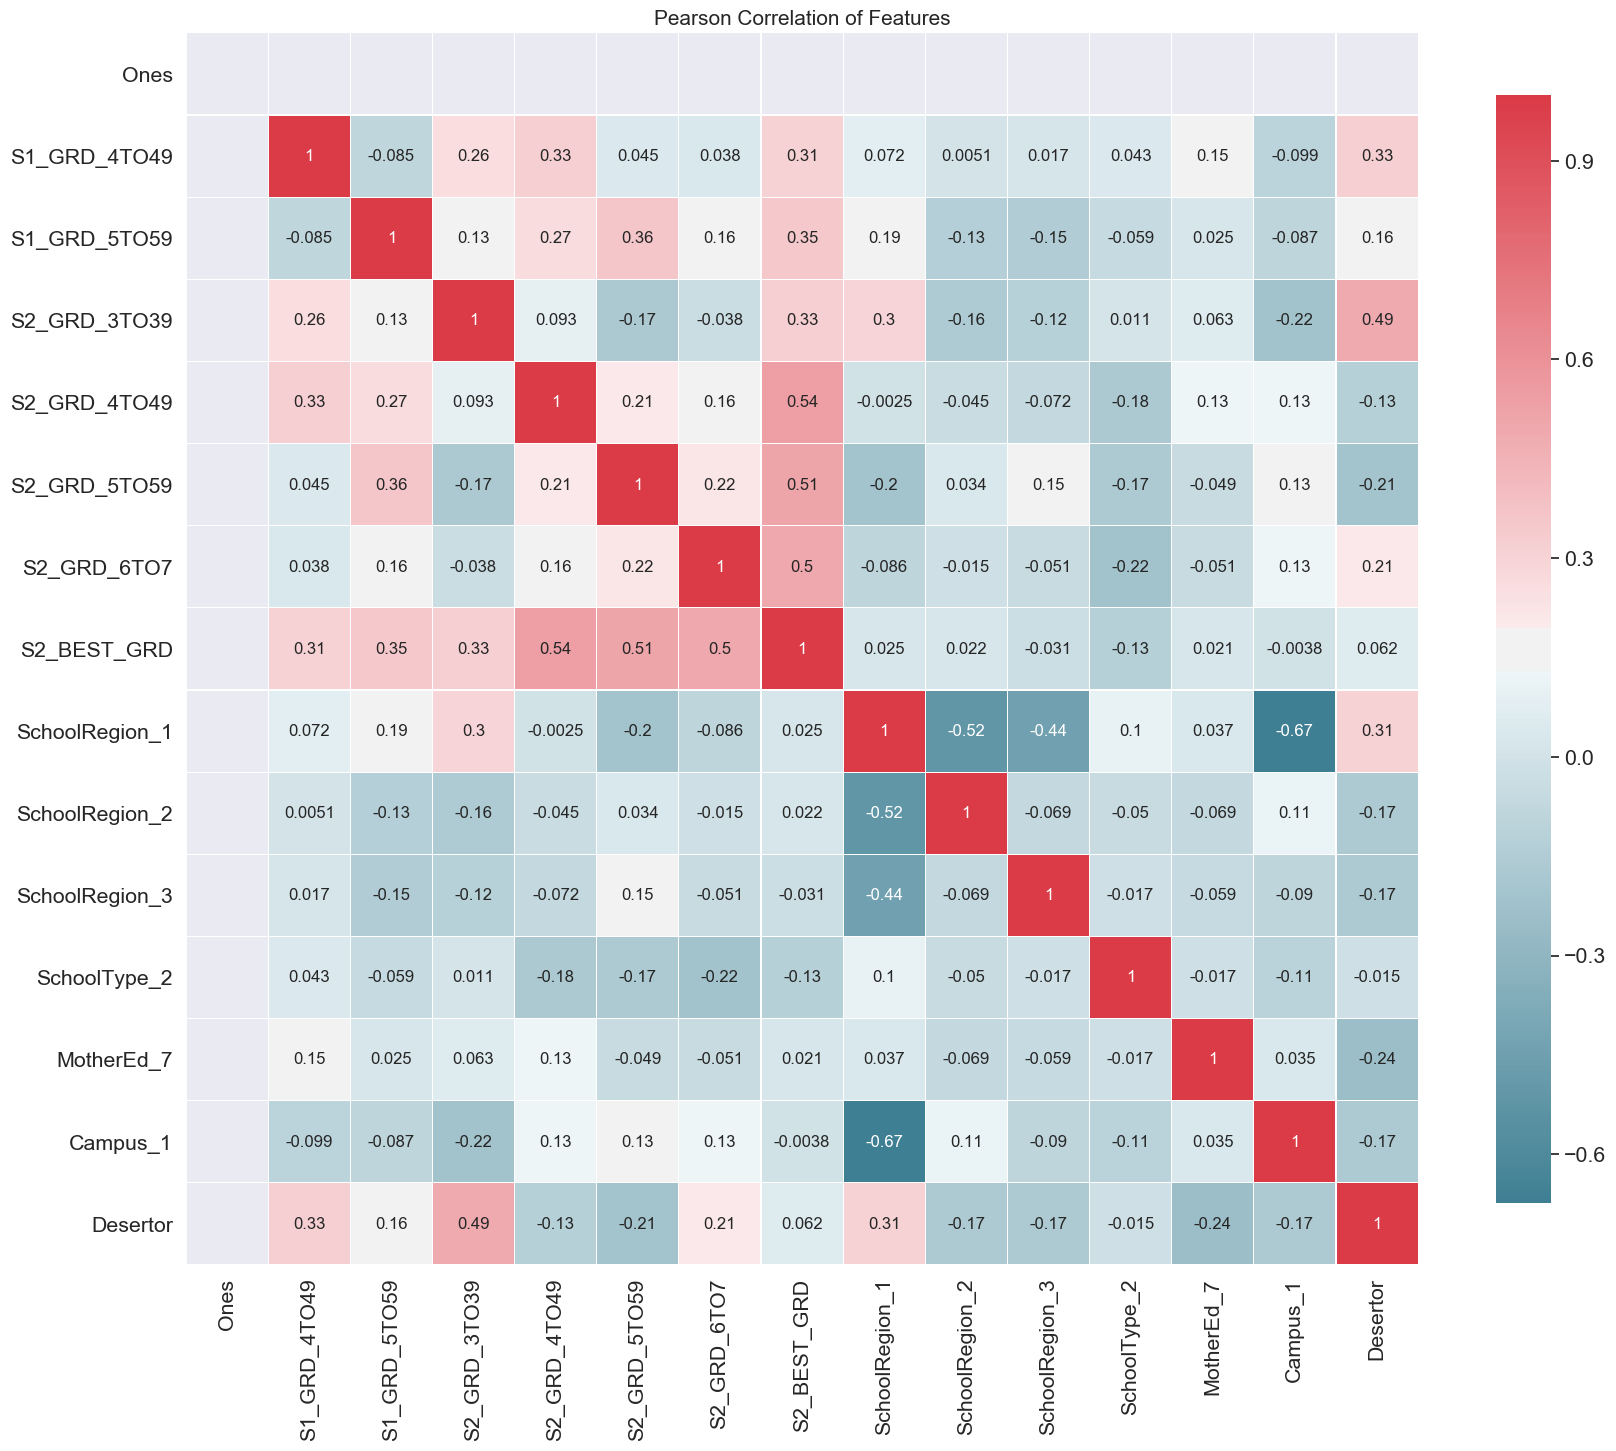 Pearson Correlation of Features
Ones
S1_GRD_4TO49 1 -0.085 0.26 0.33 0.045 0.038 0.31 0.072 0.0051 0.017 0.043 0.15 -0.099 0.33
S1_GRD_5TO59 -0.085 1 0.13 0.27 0.36 0.16 0.35 0.19 -0.13 -0.15 -0.059 0.025 -0.087 0.16
S2_GRD_3TO39 0.26 0.13 1 0.093 -0.17 -0.038 0.33 0.3 -0.16 -0.12 0.011 0.063 -0.22 0.49
S2_GRD_4TO49 0.33 0.27 0.093 1 0.21 0.16 0.54 -0.0025 -0.045 -0.072 -0.18 0.13 0.13 -0.13
S2_GRD_5TO59 0.045 0.36 -0.17 0.21 1 0.22 0.51 -0.2 0.034 0.15 -0.17 -0.049 0.13 -0.21
S2_GRD_6TO7 0.038 0.16 -0.038 0.16 0.22 1 0.5 -0.086 -0.015 -0.051 -0.22 -0.051 0.13 0.21
S2_BEST_GRD 0.31 0.35 0.33 0.54 0.51 0.5 1 0.025 0.022 -0.031 -0.13 0.021 -0.0038 0.062
SchoolRegion_1 0.072 0.19 0.3 -0.0025 -0.2 -0.086 0.025 1 -0.52 -0.44 0.1 0.037 -0.67 0.31
SchoolRegion_2 0.0051 -0.13 -0.16 -0.045 0.034 -0.015 0.022 -0.52 1 -0.069 -0.05 -0.069 0.11 -0.17
SchoolRegion_3 0.017 -0.15 -0.12 -0.072 0.15 -0.051 -0.031 -0.44 -0.069 1 -0.017 -0.059 -0.09 -0.17
SchoolType_2 0.043 -0.059 0.011 -0.18 -0.17 -0.22 -0.13 0.1 -0.05 -0.017 1 -0.017 -0.11 -0.015
MotherEd_7 0.15 0.025 0.063 0.13 -0.049 -0.051 0.021 0.037 -0.069 -0.059 -0.017 1 0.035 -0.24
Campus_1 -0.099 -0.087 -0.22 0.13 0.13 0.13 -0.0038 -0.67 0.11 -0.09 -0.11 0.035 1 -0.17
Desertor 0.33 0.16 0.49 -0.13 -0.21 0.21 0.062 0.31 -0.17 -0.17 -0.015 -0.24 -0.17 1
Ones
S1_GRD_4TO49
S1_GRD_5TO59
S2_GRD_3TO39
S2_GRD_4TO49
S2_GRD_5TO59
S2_GRD_6TO7
S2_BEST_GRD
SchoolRegion_1
SchoolRegion_2
SchoolRegion_3
SchoolType_2
MotherEd_7
Campus_1
Desertor
0.9
0.6
0.3
0.0
−0.3
−0.6